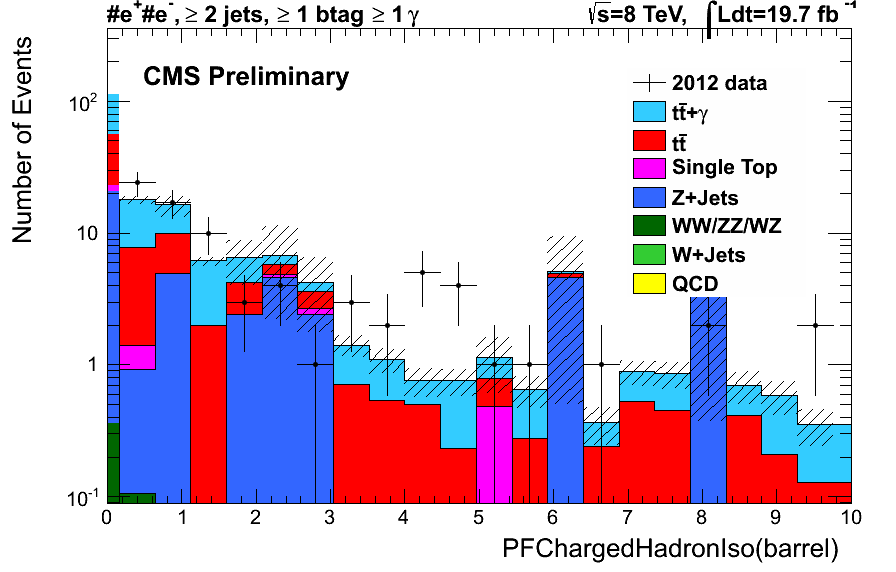 #e⁺#e⁻, ≥ 2 jets, ≥ 1 btag ≥ 1 γ √s=8 TeV, ∫Ldt=19.7 fb⁻¹
CMS Preliminary
2012 data
tt̄+γ
tt̄
Single Top
Z+Jets
WW/ZZ/WZ
W+Jets
QCD
Number of Events
10²
10
1
10⁻¹
0 1 2 3 4 5 6 7 8 9 10
PFChargedHadronIso(barrel)